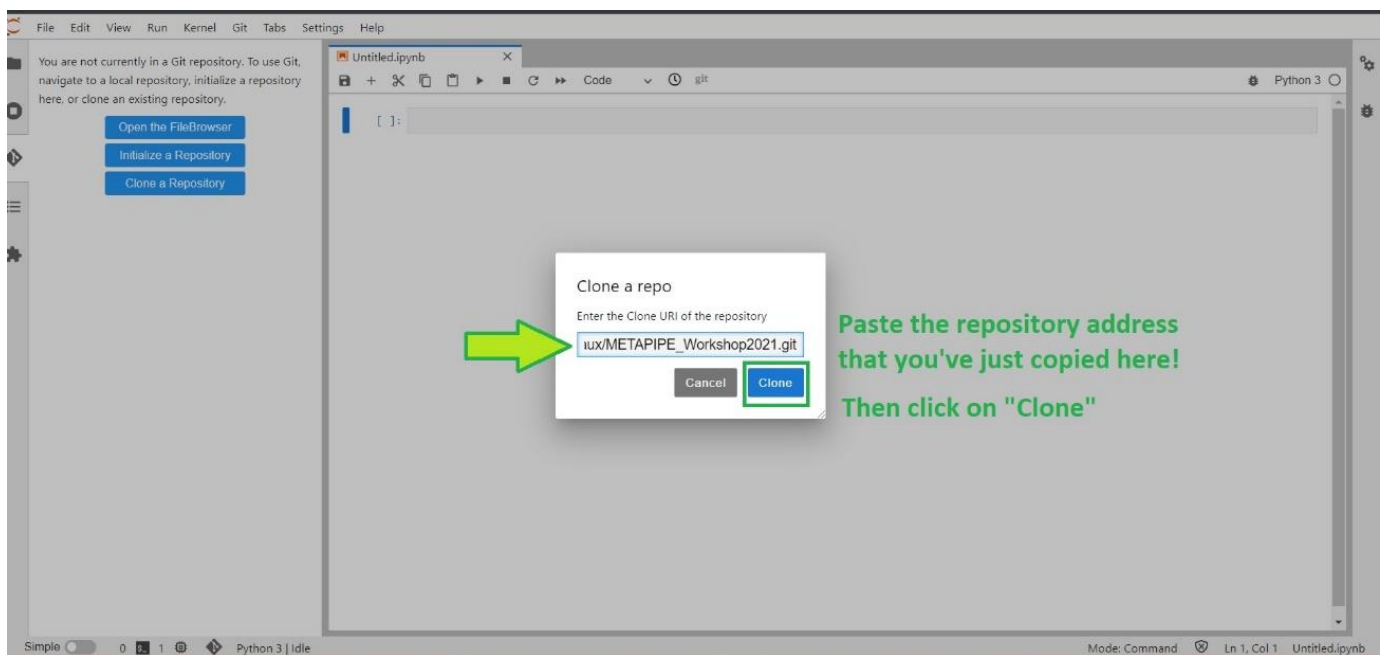 File Edit View Run Kernel Git Tabs Settings Help
You are not currently in a Git repository. To use Git,
navigate to a local repository, initialize a repository
here, or clone an existing repository.
Open the FileBrowser
Initialize a Repository
Clone a Repository
Untitled.ipynb
Code git Python 3
[ ]:
Clone a repo
Enter the Clone URI of the repository
ux/METAPIPE_Workshop2021.git
Cancel Clone
Paste the repository address
that you've just copied here!
Then click on "Clone"
Simple 0 1 Python 3 | Idle Mode: Command Ln 1, Col 1 Untitled.ipynb